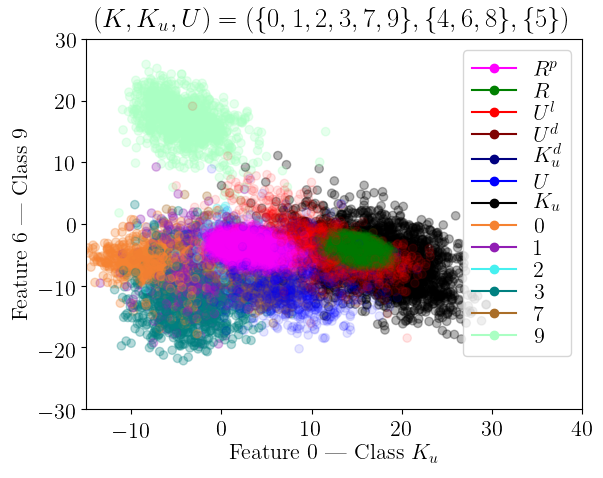 (K, K_u, U) = ({0, 1, 2, 3, 7, 9}, {4, 6, 8}, {5})
30
20
10
0
−10
−20
−30
Feature 6 — Class 9
−10
0
10
20
30
40
Feature 0 — Class K_u
R^p
R
U^l
U^d
K_u^d
U
K_u
0
1
2
3
7
9